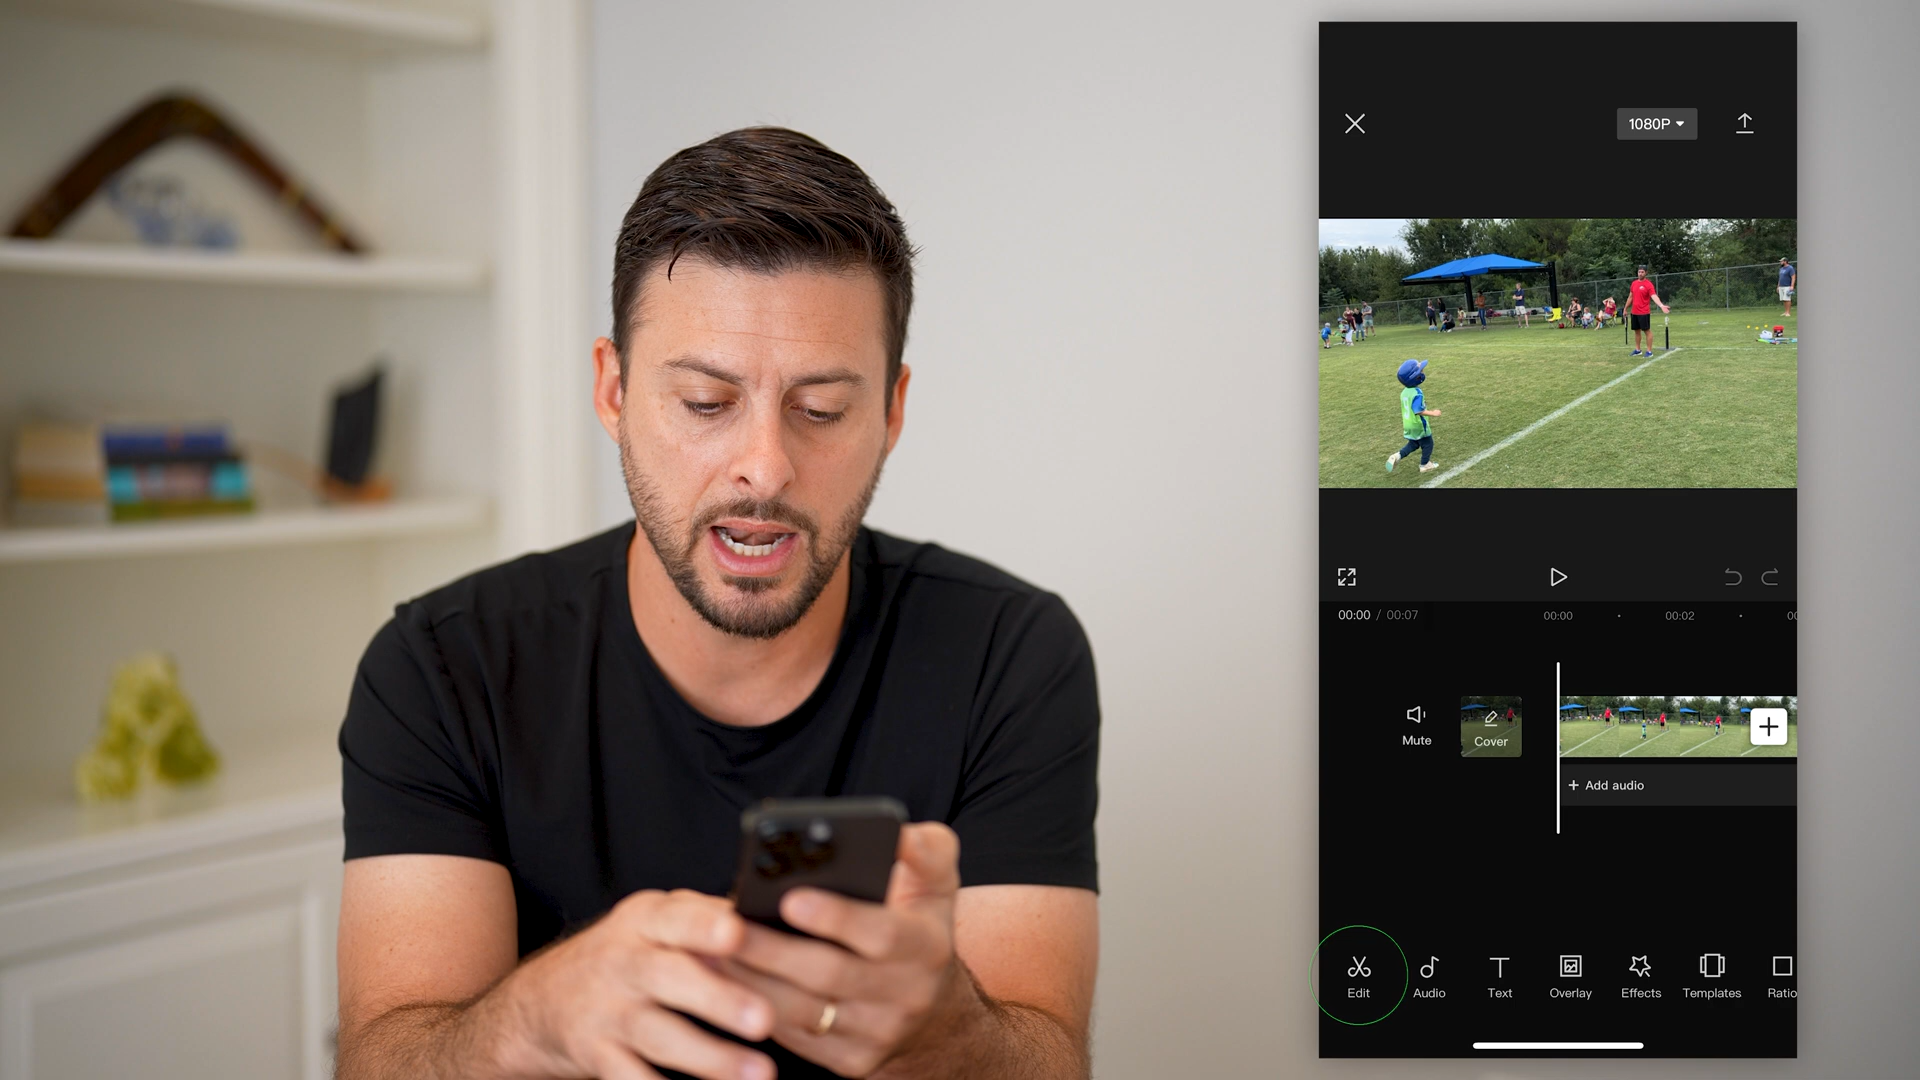 1080P
00:00 / 00:07
00:00
00:02
Mute
Cover
+ Add audio
Edit
Audio
Text
Overlay
Effects
Templates
Ratio